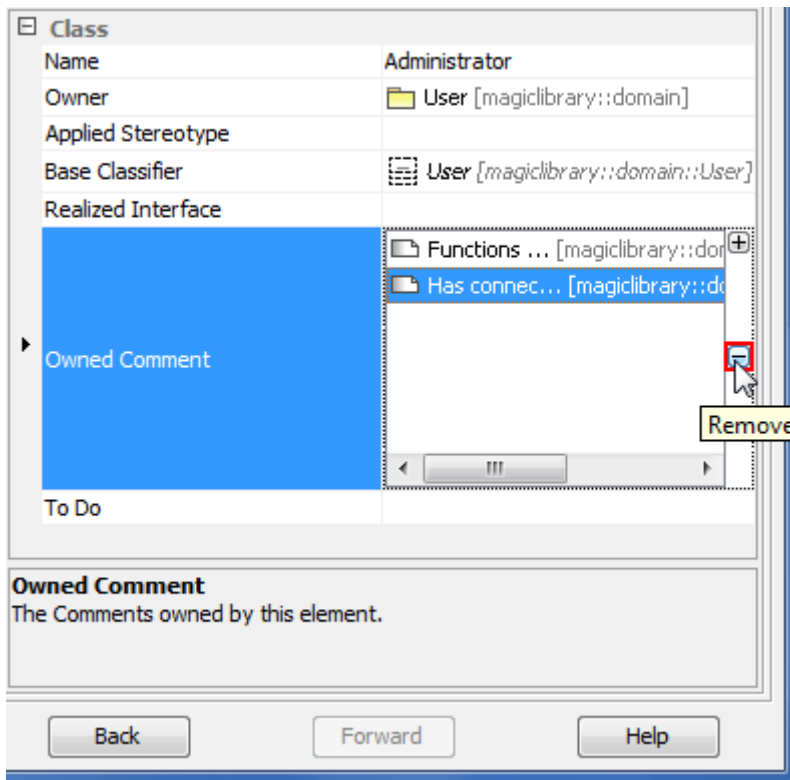 Class
Name Administrator
Owner User [magiclibrary::domain]
Applied Stereotype
Base Classifier User [magiclibrary::domain::User]
Realized Interface
Functions ... [magiclibrary::dor
Has connec... [magiclibrary::do
Owned Comment
Remove
To Do
Owned Comment
The Comments owned by this element.
Back Forward Help